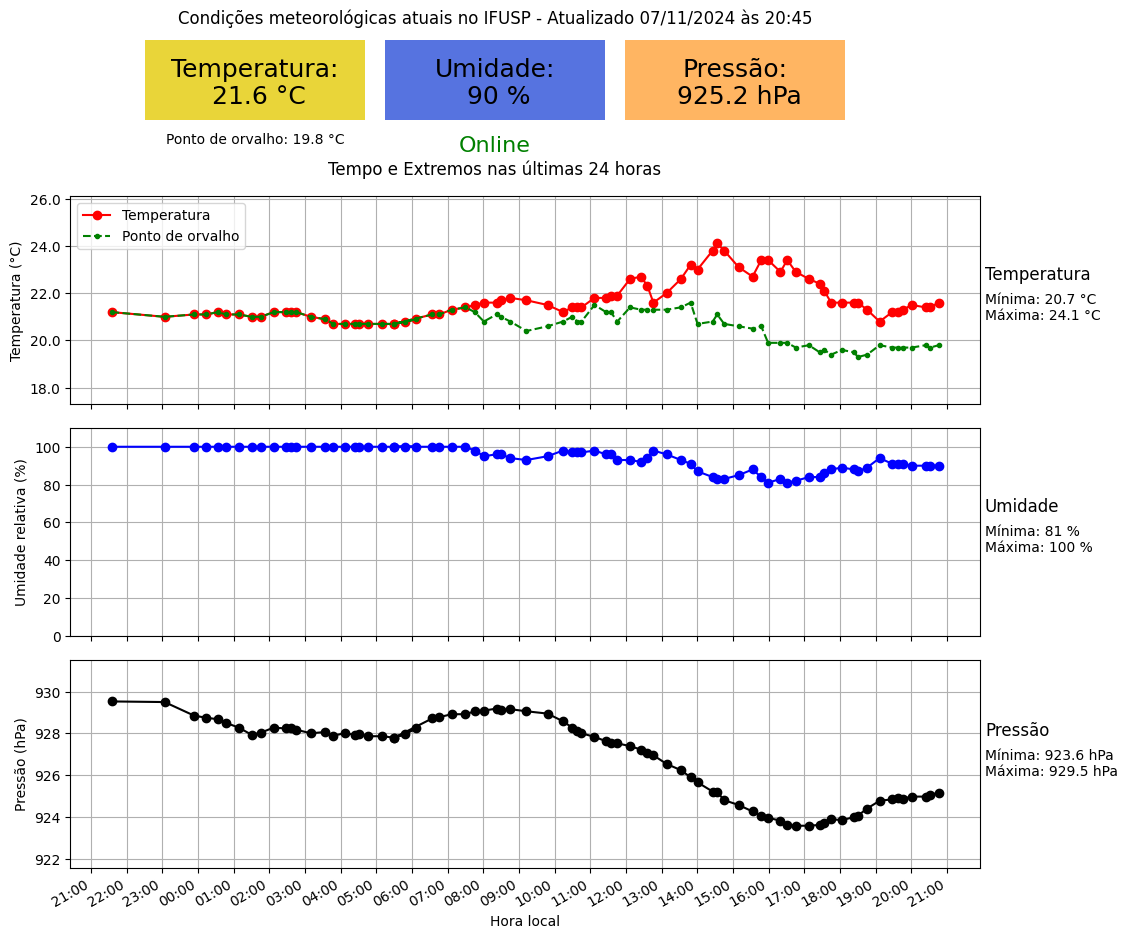 Condições meteorológicas atuais no IFUSP - Atualizado 07/11/2024 às 20:45
Temperatura:
21.6 °C
Umidade:
90 %
Pressão:
925.2 hPa
Ponto de orvalho: 19.8 °C
Online
Tempo e Extremos nas últimas 24 horas
Temperatura (°C)
26.0
24.0
22.0
20.0
18.0
Temperatura
Ponto de orvalho
Temperatura
Mínima: 20.7 °C
Máxima: 24.1 °C
Umidade relativa (%)
100
80
60
40
20
0
Umidade
Mínima: 81 %
Máxima: 100 %
Pressão (hPa)
930
928
926
924
922
Pressão
Mínima: 923.6 hPa
Máxima: 929.5 hPa
21:00 22:00 23:00 00:00 01:00 02:00 03:00 04:00 05:00 06:00 07:00 08:00 09:00 10:00 11:00 12:00 13:00 14:00 15:00 16:00 17:00 18:00 19:00 20:00 21:00
Hora local